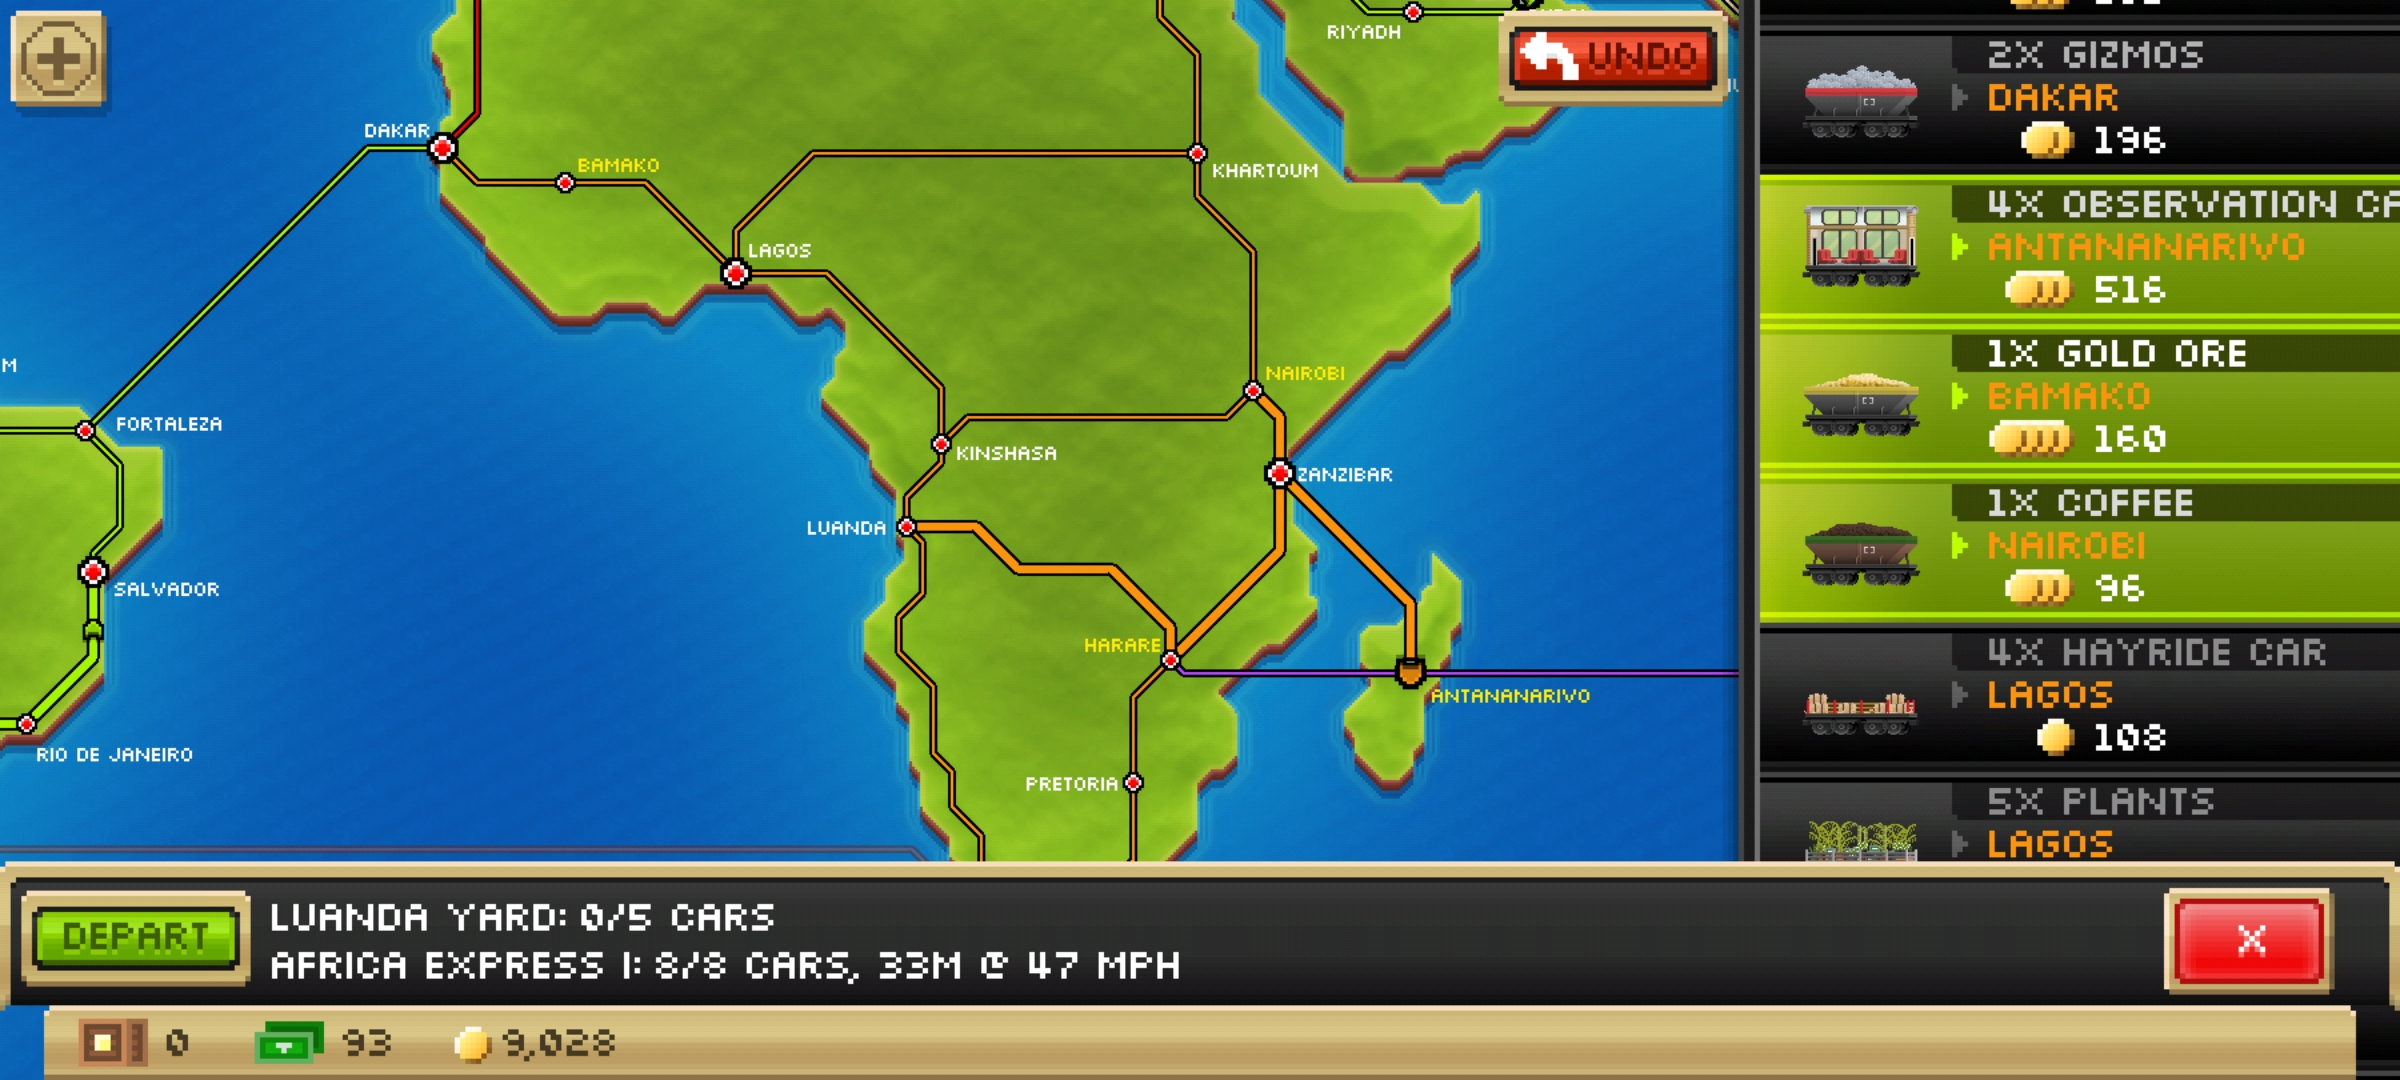 RIYADH
UNDO
DAKAR
BAMAKO
KHARTOUM
LAGOS
NAIROBI
M
FORTALEZA
KINSHASA
ZANZIBAR
LUANDA
SALVADOR
HARARE
ANTANANARIVO
RIO DE JANEIRO
PRETORIA
2X GIZMOS
DAKAR
196
4X OBSERVATION CA
ANTANANARIVO
516
1X GOLD ORE
BAMAKO
160
1X COFFEE
NAIROBI
96
4X HAYRIDE CAR
LAGOS
108
5X PLANTS
LAGOS
DEPART
LUANDA YARD: 0/5 CARS
AFRICA EXPRESS I: 8/8 CARS, 33M @ 47 MPH
X
0
93
9,028